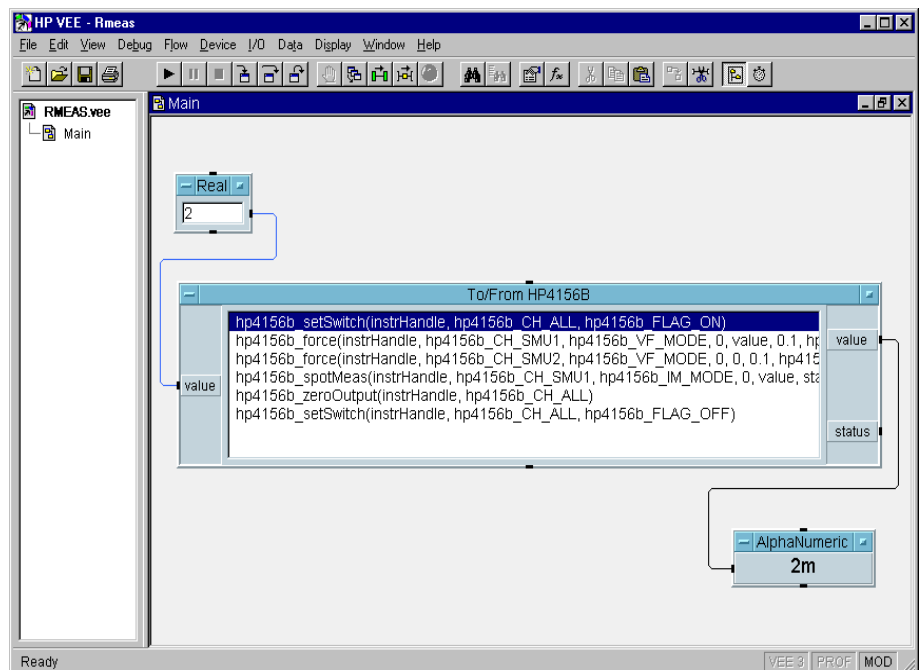 HP VEE - Rmeas
File Edit View Debug Flow Device I/O Data Display Window Help
RMEAS.vee
Main
Main
Real
2
To/From HP4156B
hp4156b_setSwitch(instrHandle, hp4156b_CH_ALL, hp4156b_FLAG_ON)
hp4156b_force(instrHandle, hp4156b_CH_SMU1, hp4156b_VF_MODE, 0, value, 0.1, hp
hp4156b_force(instrHandle, hp4156b_CH_SMU2, hp4156b_VF_MODE, 0, 0, 0.1, hp415
hp4156b_spotMeas(instrHandle, hp4156b_CH_SMU1, hp4156b_IM_MODE, 0, value, sta
hp4156b_zeroOutput(instrHandle, hp4156b_CH_ALL)
hp4156b_setSwitch(instrHandle, hp4156b_CH_ALL, hp4156b_FLAG_OFF)
value
value
status
AlphaNumeric
2m
Ready
VEE 3 PROF MOD